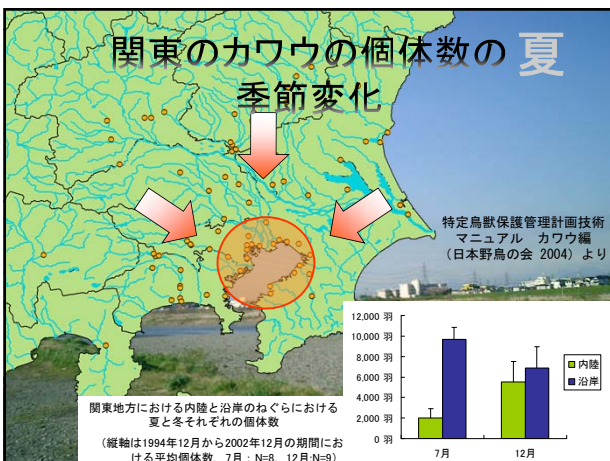 関東のカワウの個体数の 夏
季節変化
特定鳥獣保護管理計画技術
マニュアル カワウ編
（日本野鳥の会 2004）より
12,000 羽
10,000 羽
8,000 羽
6,000 羽
4,000 羽
2,000 羽
0 羽
7月
12月
内陸
沿岸
関東地方における内陸と沿岸のねぐらにおける
夏と冬それぞれの個体数
（縦軸は1994年12月から2002年12月の期間にお
ける平均個体数、7月：N=8、12月:N=9）